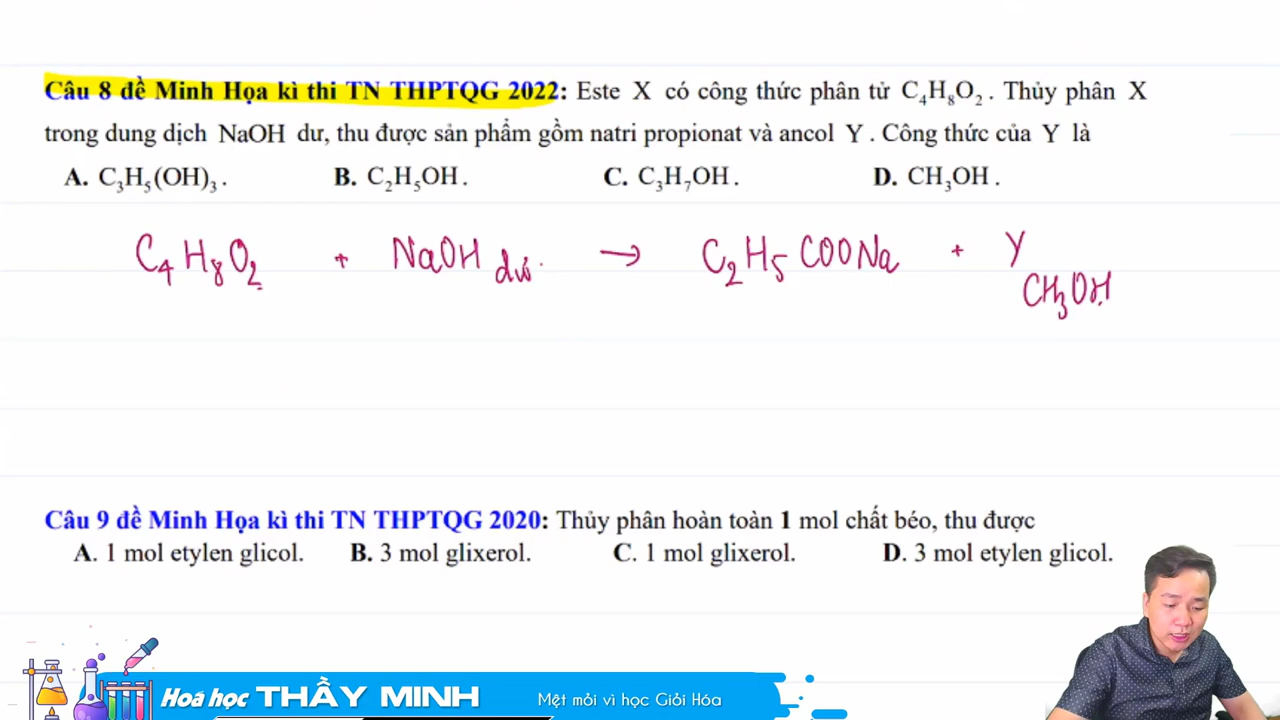 Câu 8 đề Minh Họa kì thi TN THPTQG 2022: Este X có công thức phân tử C₄H₈O₂. Thủy phân X
trong dung dịch NaOH dư, thu được sản phẩm gồm natri propionat và ancol Y. Công thức của Y là
A. C₃H₅(OH)₃. B. C₂H₅OH. C. C₃H₇OH. D. CH₃OH.
C₄H₈O₂ + NaOH dư → C₂H₅COONa + Y
CH₃OH
Câu 9 đề Minh Họa kì thi TN THPTQG 2020: Thủy phân hoàn toàn 1 mol chất béo, thu được
A. 1 mol etylen glicol. B. 3 mol glixerol. C. 1 mol glixerol. D. 3 mol etylen glicol.
Hoá học THẦY MINH Mệt mỏi vì học Giỏi Hóa